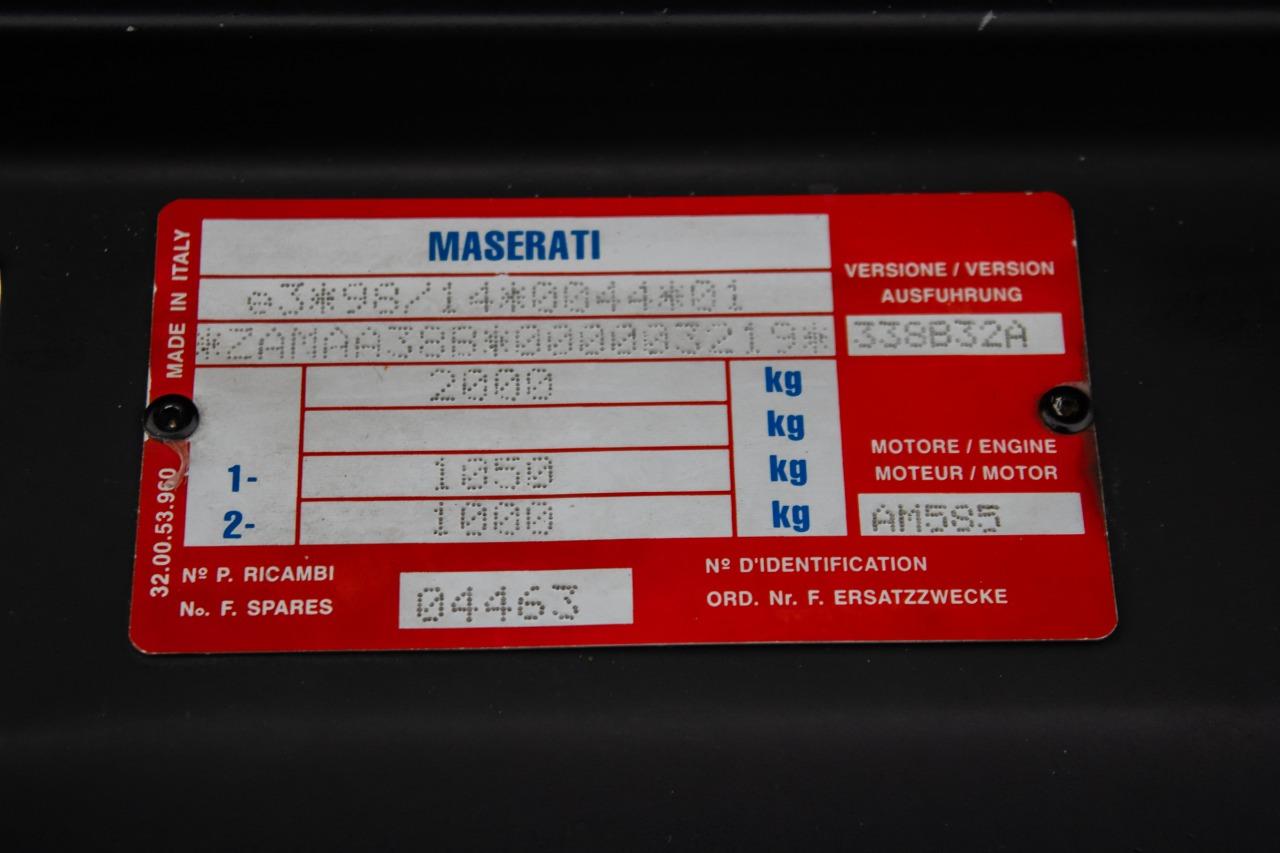 MADE IN ITALY
32.00.53.960
MASERATI
e3*98/14*0044*01
*ZAMAA38B*000003219*
2000 kg
kg
1- 1050 kg
2- 1000 kg
VERSIONE / VERSION
AUSFUHRUNG
338B32A
MOTORE / ENGINE
MOTEUR / MOTOR
AM585
Nº P. RICAMBI
No. F. SPARES
04463
Nº D'IDENTIFICATION
ORD. Nr. F. ERSATZZWECKE